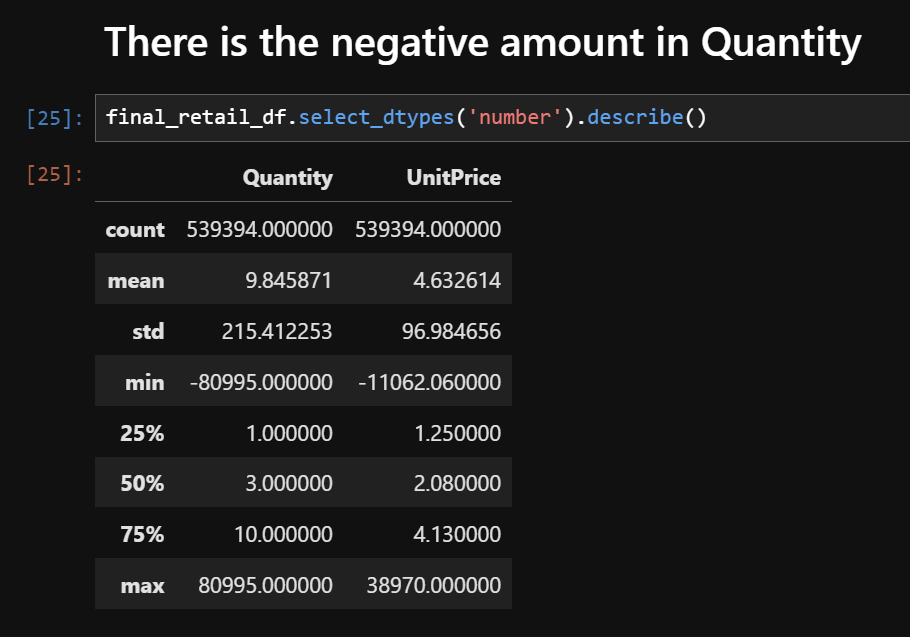 There is the negative amount in Quantity
[25]: final_retail_df.select_dtypes('number').describe()
[25]: Quantity UnitPrice
count 539394.000000 539394.000000
mean 9.845871 4.632614
std 215.412253 96.984656
min -80995.000000 -11062.060000
25% 1.000000 1.250000
50% 3.000000 2.080000
75% 10.000000 4.130000
max 80995.000000 38970.000000